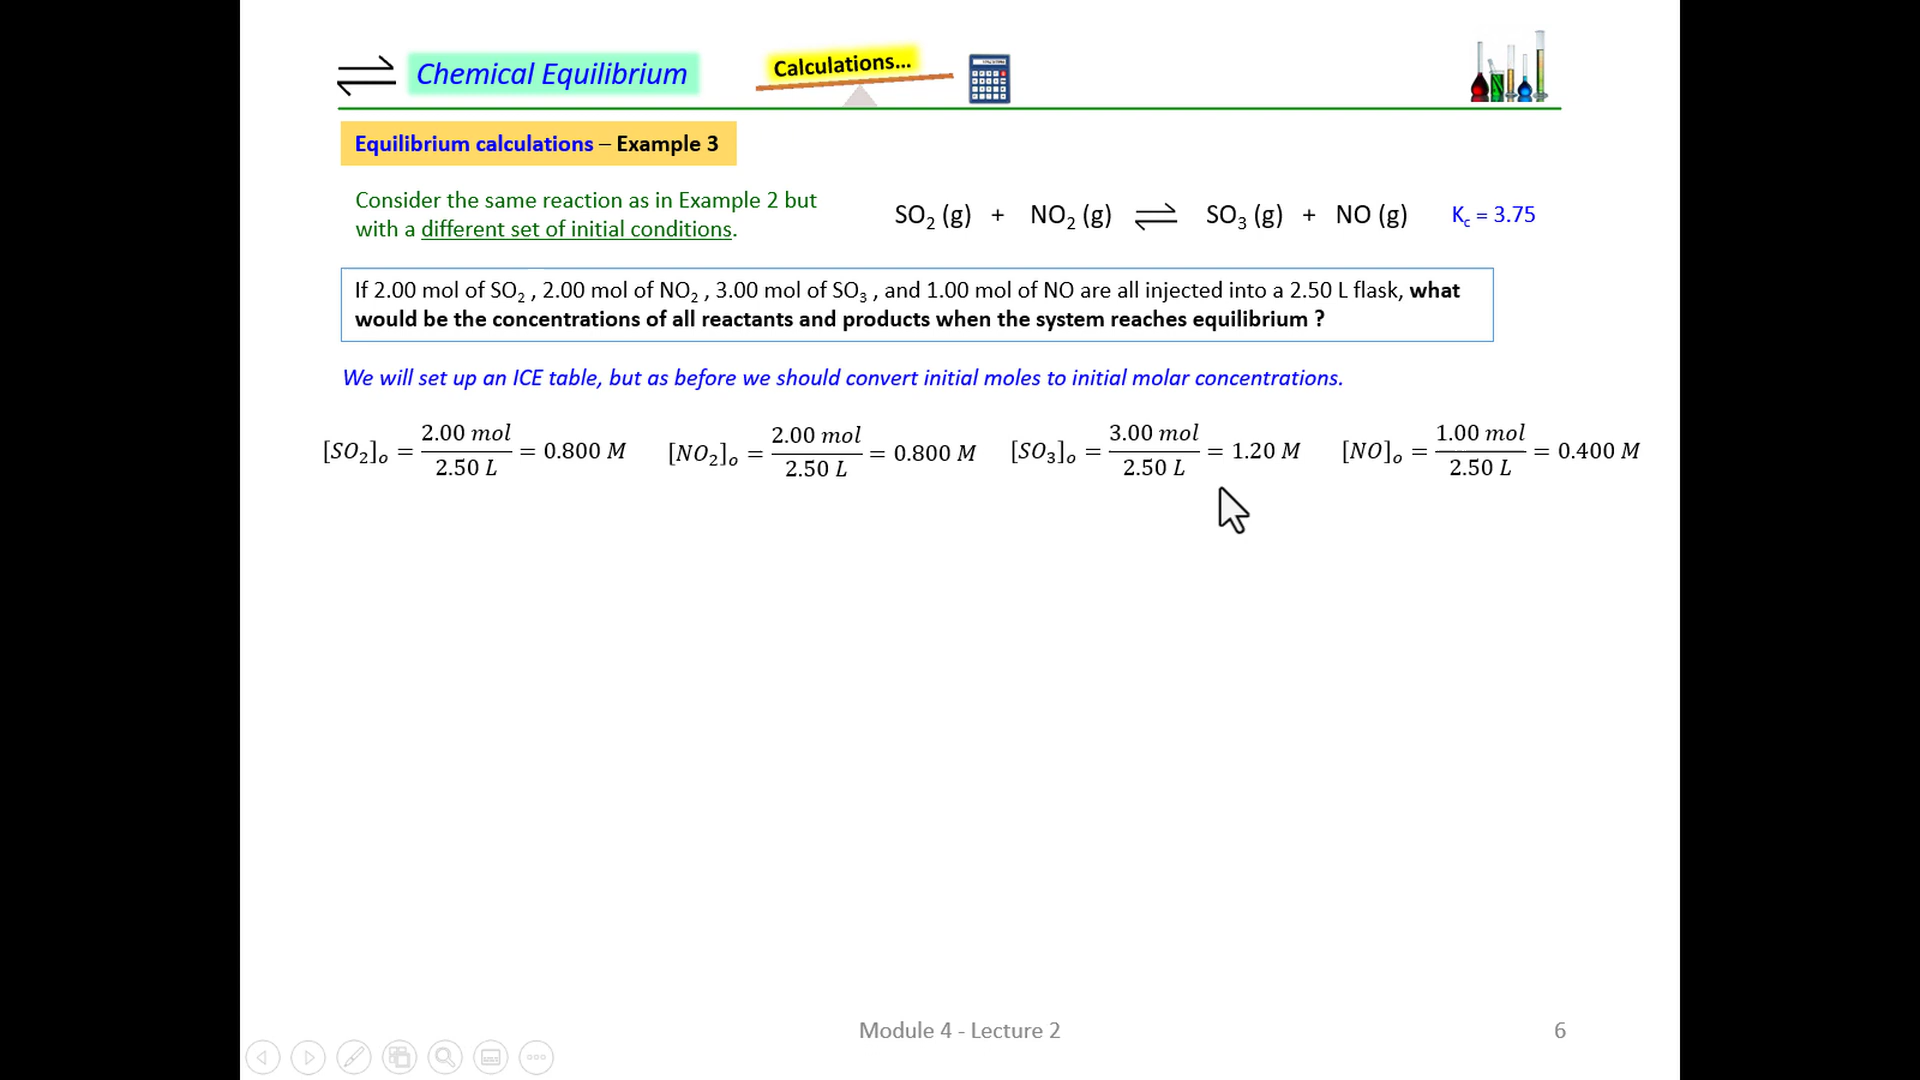 Chemical Equilibrium
Calculations...
Equilibrium calculations – Example 3
Consider the same reaction as in Example 2 but
with a different set of initial conditions.
SO₂ (g) + NO₂ (g) ⇌ SO₃ (g) + NO (g) K_c = 3.75
If 2.00 mol of SO₂ , 2.00 mol of NO₂ , 3.00 mol of SO₃ , and 1.00 mol of NO are all injected into a 2.50 L flask, what
would be the concentrations of all reactants and products when the system reaches equilibrium ?
We will set up an ICE table, but as before we should convert initial moles to initial molar concentrations.
[SO₂]ₒ = 2.00 mol / 2.50 L = 0.800 M [NO₂]ₒ = 2.00 mol / 2.50 L = 0.800 M [SO₃]ₒ = 3.00 mol / 2.50 L = 1.20 M [NO]ₒ = 1.00 mol / 2.50 L = 0.400 M
Module 4 - Lecture 2
6